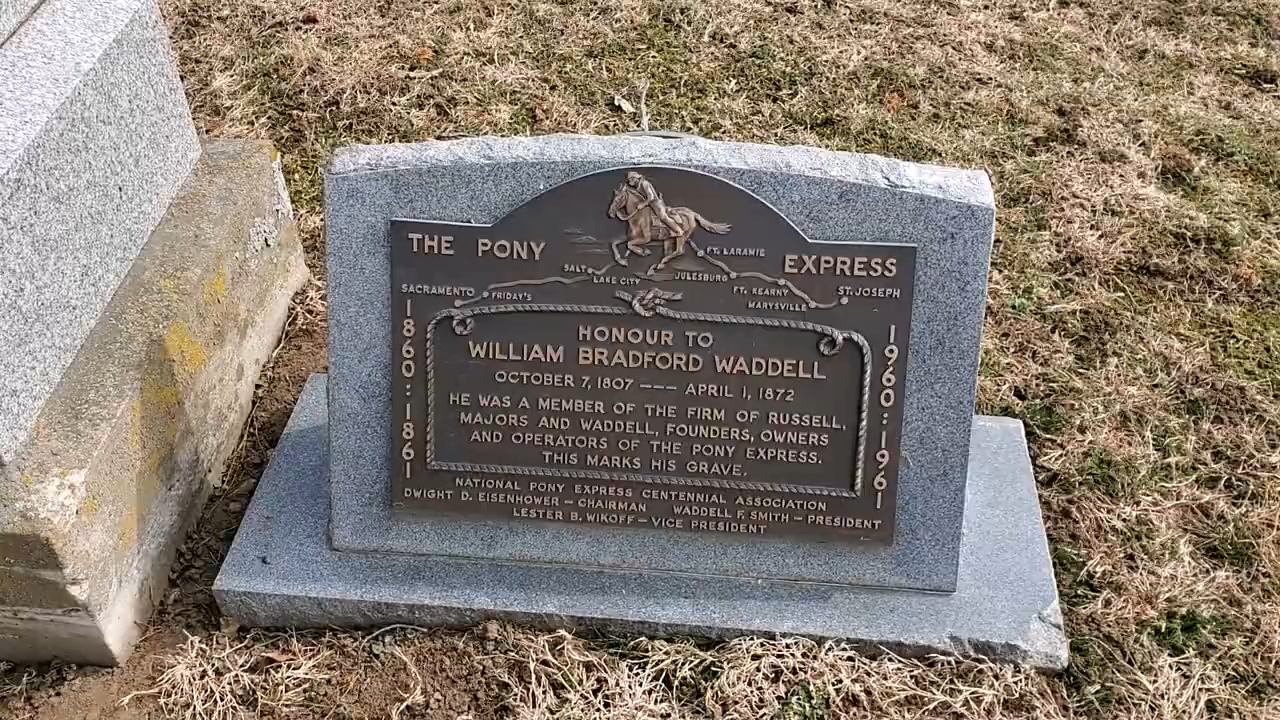 THE PONY EXPRESS
FT. LARAMIE
SALT LAKE CITY
JULESBURG
SACRAMENTO
FRIDAY'S
FT. KEARNY
MARYSVILLE
ST. JOSEPH
1860:1861
1960:1961
HONOUR TO
WILLIAM BRADFORD WADDELL
OCTOBER 7, 1807 --- APRIL 1, 1872
HE WAS A MEMBER OF THE FIRM OF RUSSELL,
MAJORS AND WADDELL, FOUNDERS, OWNERS
AND OPERATORS OF THE PONY EXPRESS.
THIS MARKS HIS GRAVE.
NATIONAL PONY EXPRESS CENTENNIAL ASSOCIATION
DWIGHT D. EISENHOWER - CHAIRMAN WADDELL F. SMITH - PRESIDENT
LESTER B. WIKOFF - VICE PRESIDENT